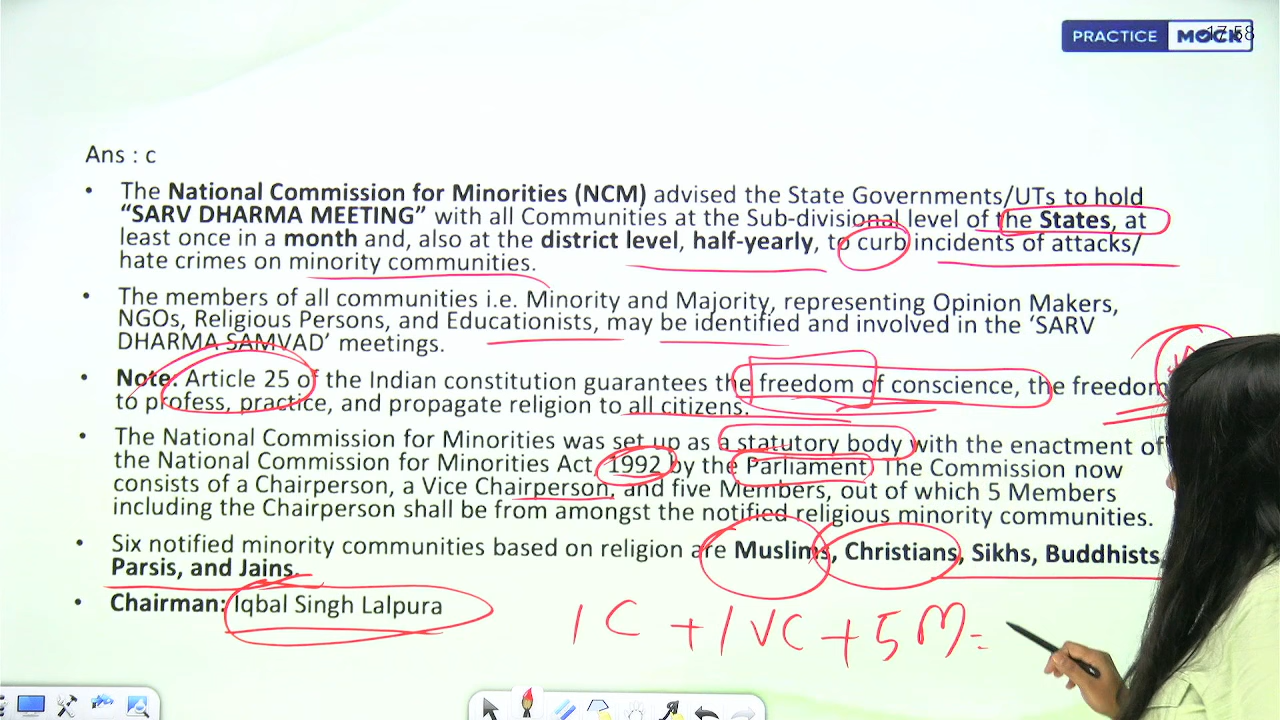 PRACTICE MOCK
17:58
Ans : c
• The National Commission for Minorities (NCM) advised the State Governments/UTs to hold
“SARV DHARMA MEETING” with all Communities at the Sub-divisional level of the States, at
least once in a month and, also at the district level, half-yearly, to curb incidents of attacks/
hate crimes on minority communities.
• The members of all communities i.e. Minority and Majority, representing Opinion Makers,
NGOs, Religious Persons, and Educationists, may be identified and involved in the ‘SARV
DHARMA SAMVAD’ meetings.
• Note: Article 25 of the Indian constitution guarantees the freedom of conscience, the freedom
to profess, practice, and propagate religion to all citizens.
• The National Commission for Minorities was set up as a statutory body with the enactment of
the National Commission for Minorities Act, 1992 by the Parliament. The Commission now
consists of a Chairperson, a Vice Chairperson, and five Members, out of which 5 Members
including the Chairperson shall be from amongst the notified religious minority communities.
• Six notified minority communities based on religion are Muslims, Christians, Sikhs, Buddhists,
Parsis, and Jains.
• Chairman: Iqbal Singh Lalpura
1C +1VC+5M=